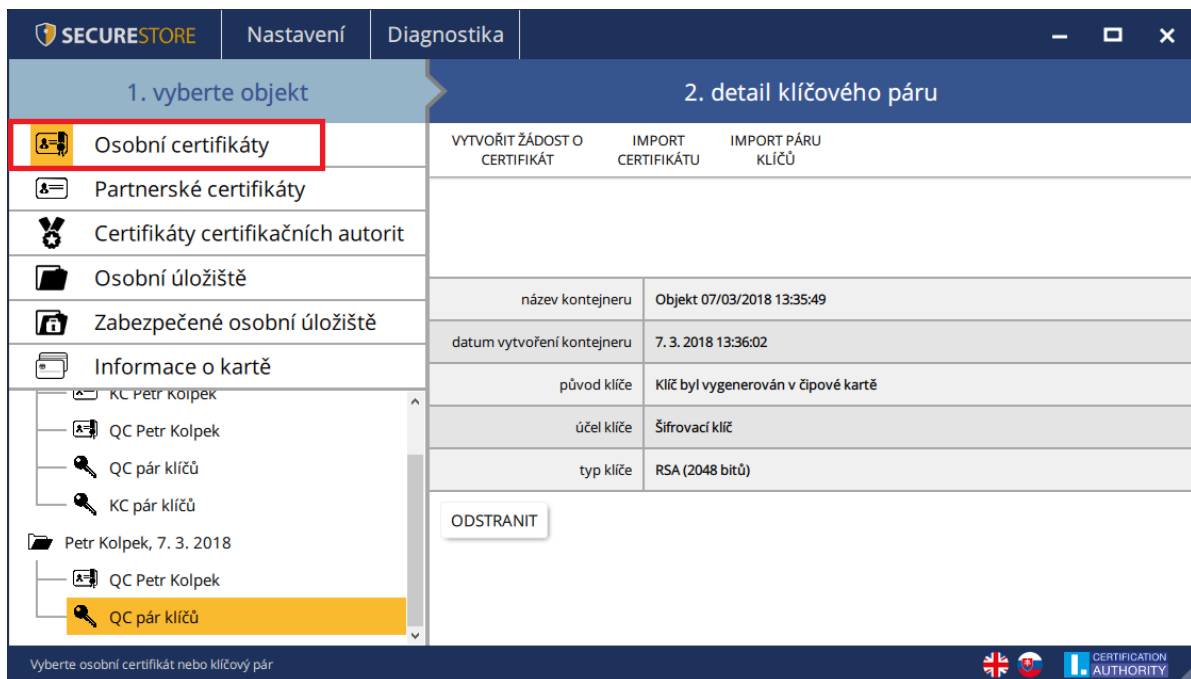 SECURESTORE Nastavení Diagnostika
1. vyberte objekt
2. detail klíčového páru
Osobní certifikáty
Partnerské certifikáty
Certifikáty certifikačních autorit
Osobní úložiště
Zabezpečené osobní úložiště
Informace o kartě
KC Petr Kolpek
QC Petr Kolpek
QC pár klíčů
KC pár klíčů
Petr Kolpek, 7. 3. 2018
QC Petr Kolpek
QC pár klíčů
VYTVOŘIT ŽÁDOST O
CERTIFIKÁT
IMPORT
CERTIFIKÁTU
IMPORT PÁRU
KLÍČŮ
název kontejneru Objekt 07/03/2018 13:35:49
datum vytvoření kontejneru 7. 3. 2018 13:36:02
původ klíče Klíč byl vygenerován v čipové kartě
účel klíče Šifrovací klíč
typ klíče RSA (2048 bitů)
ODSTRANIT
Vyberte osobní certifikát nebo klíčový pár
I. CERTIFICATION
AUTHORITY